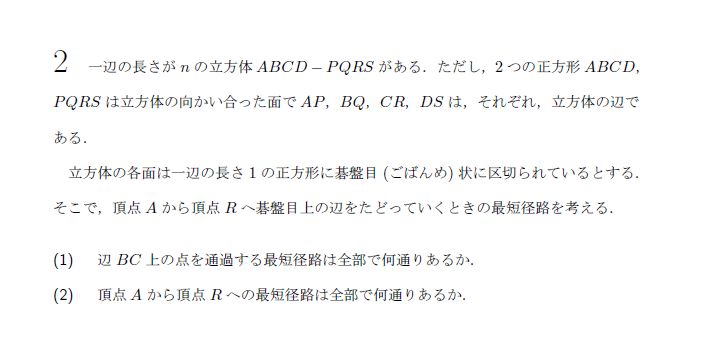 2 一辺の長さが n の立方体 ABCD − PQRS がある．ただし，2 つの正方形 ABCD,
PQRS は立方体の向かい合った面で AP，BQ，CR，DS は，それぞれ，立方体の辺で
ある．
立方体の各面は一辺の長さ 1 の正方形に碁盤目 (ごばんめ) 状に区切られているとする．
そこで，頂点 A から頂点 R へ碁盤目上の辺をたどっていくときの最短経路を考える．
(1) 辺 BC 上の点を通過する最短経路は全部で何通りあるか．
(2) 頂点 A から頂点 R への最短経路は全部で何通りあるか．